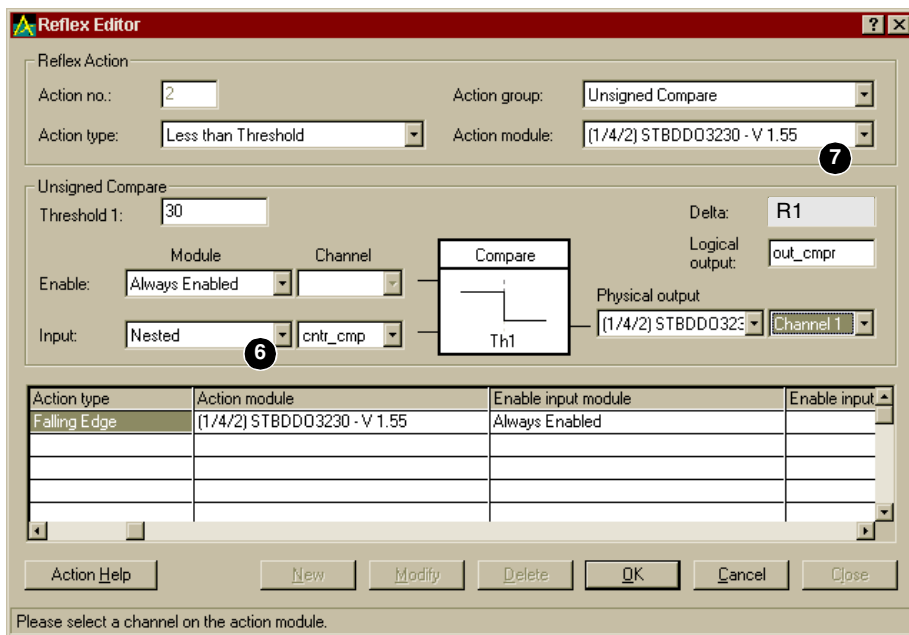 Reflex Editor
? ×
Reflex Action
Action no.: 2
Action group: Unsigned Compare
Action type: Less than Threshold
Action module: (1/4/2) STBDDO3230 - V 1.55
7
Unsigned Compare
Threshold 1: 30
Delta: R1
Module Channel
Compare
Logical output: out_cmpr
Enable: Always Enabled
Physical output
Input: Nested cntr_cmp
Th1
(1/4/2) STBDDO323 Channel 1
6
Action type Action module Enable input module Enable input
Falling Edge (1/4/2) STBDDO3230 - V 1.55 Always Enabled
Action Help New Modify Delete OK Cancel Close
Please select a channel on the action module.